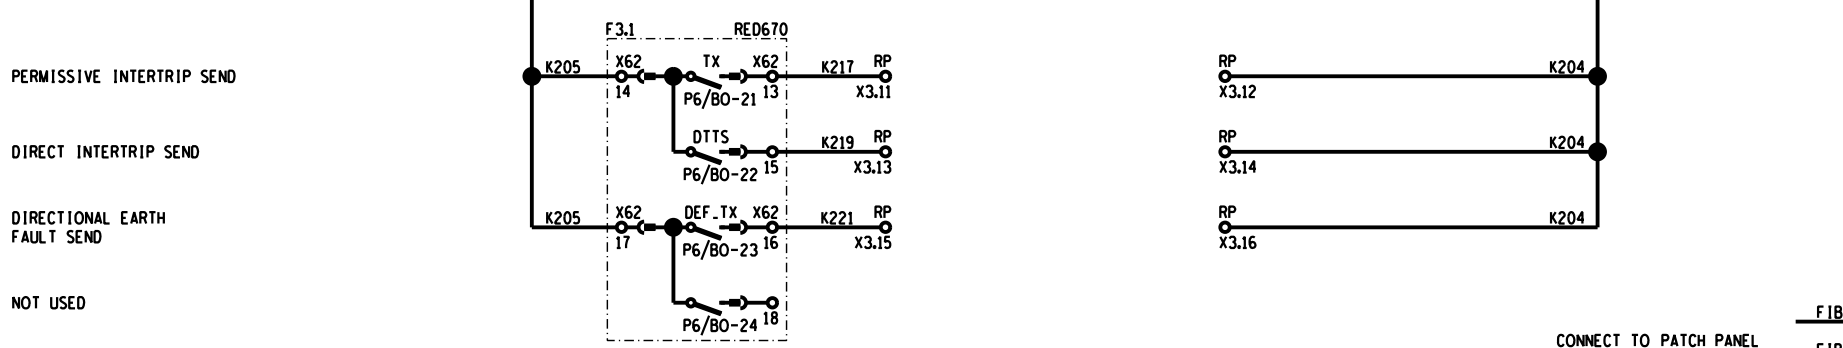 F3.1 RED670
PERMISSIVE INTERTRIP SEND K205 X62 TX X62 K217 RP RP K204
14 P6/BO-21 13 X3.11 X3.12
DIRECT INTERTRIP SEND DTTS K219 RP RP K204
P6/BO-22 15 X3.13 X3.14
DIRECTIONAL EARTH K205 X62 DEF_TX X62 K221 RP RP K204
FAULT SEND 17 P6/BO-23 16 X3.15 X3.16
NOT USED
P6/BO-24 18
FIB
CONNECT TO PATCH PANEL